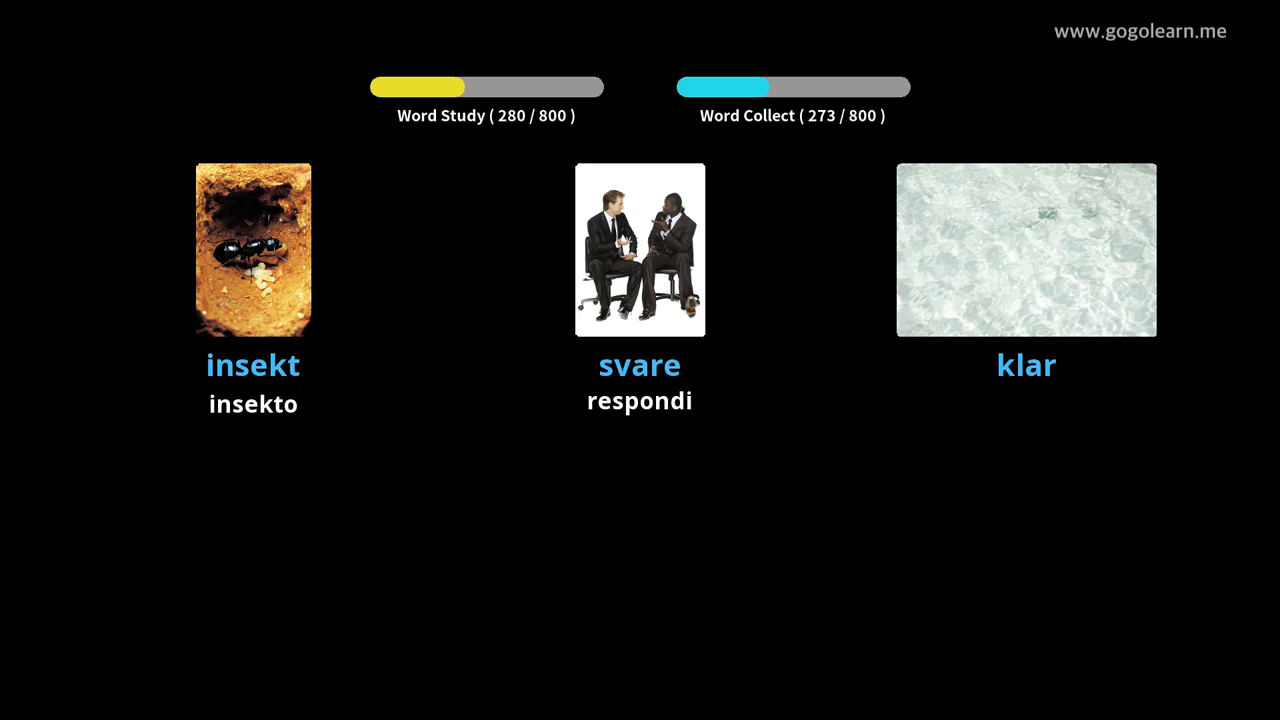 www.gogolearn.me
Word Study ( 280 / 800 )
Word Collect ( 273 / 800 )
insekt
insekto
svare
respondi
klar